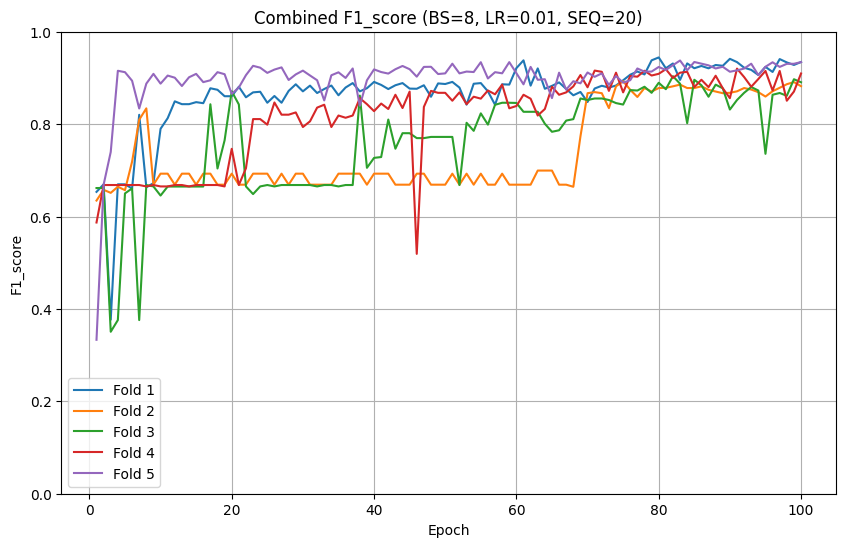 Combined F1_score (BS=8, LR=0.01, SEQ=20)
1.0
0.8
0.6
0.4
0.2
0.0
F1_score
Fold 1
Fold 2
Fold 3
Fold 4
Fold 5
0 20 40 60 80 100
Epoch